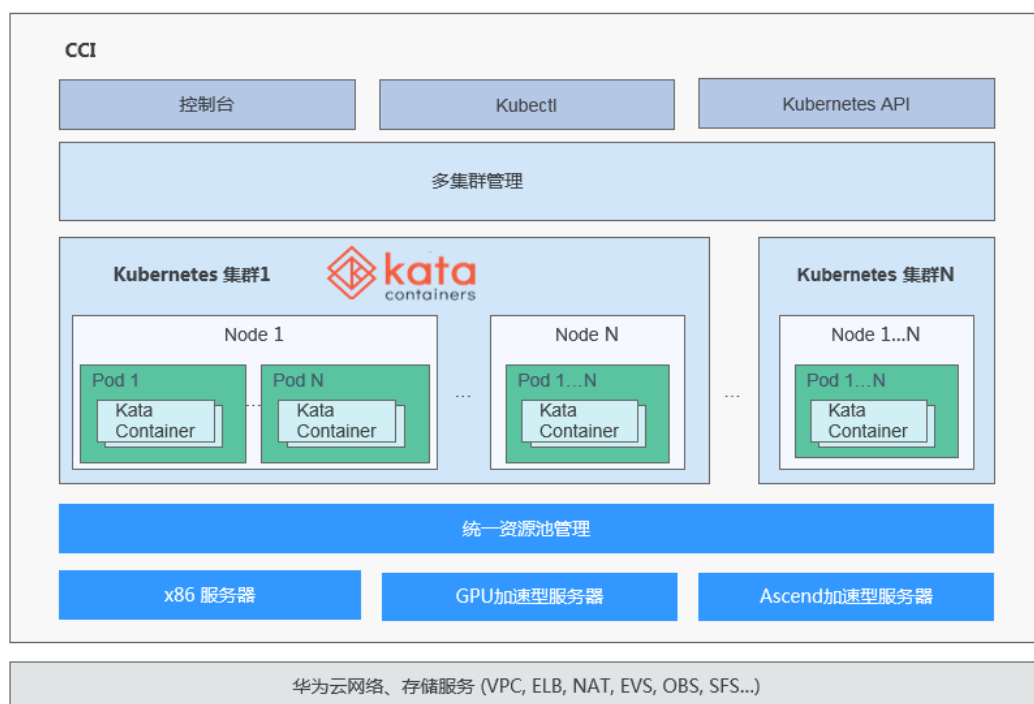 CCI
控制台
Kubectl
Kubernetes API
多集群管理
Kubernetes 集群1
kata
containers
Kubernetes 集群N
Node 1
Node N
Node 1...N
Pod 1
Kata
Container
...
Pod N
Kata
Container
...
Pod 1...N
Kata
Container
...
Pod 1...N
Kata
Container
统一资源池管理
x86 服务器
GPU加速型服务器
Ascend加速型服务器
华为云网络、存储服务 (VPC, ELB, NAT, EVS, OBS, SFS...)